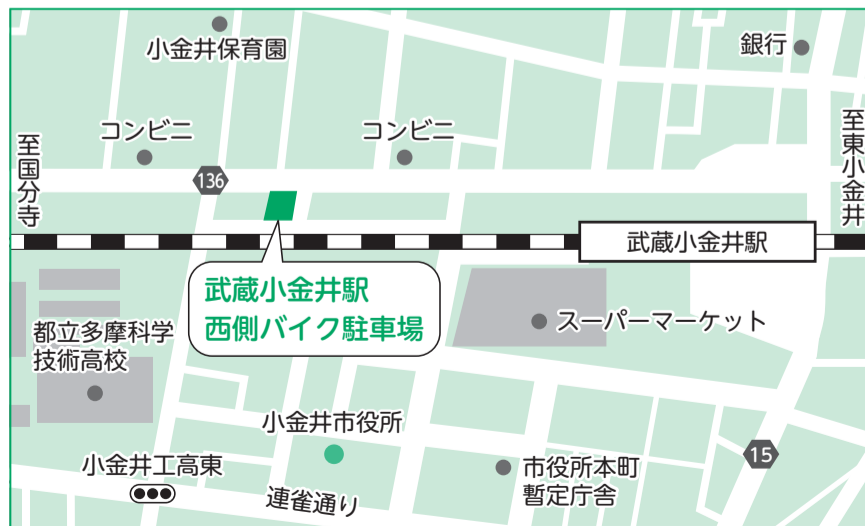 小金井保育園
銀行
コンビニ
コンビニ
至国分寺
至東小金井
136
武蔵小金井駅
武蔵小金井駅
西側バイク駐車場
スーパーマーケット
都立多摩科学
技術高校
小金井市役所
15
小金井工高東
市役所本町
暫定庁舎
連雀通り